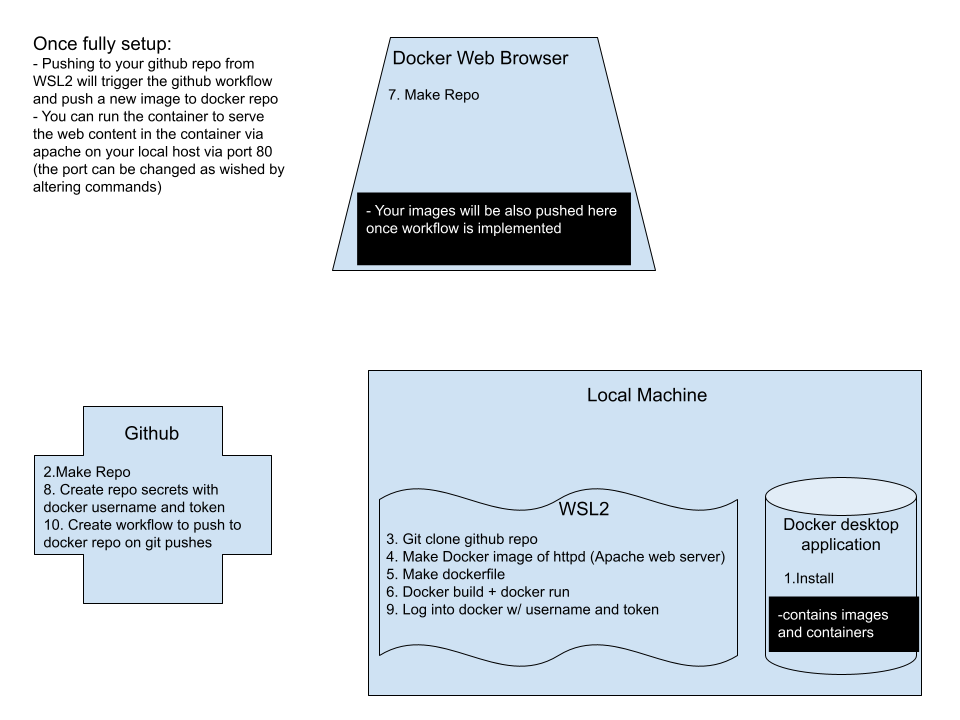 Once fully setup:
- Pushing to your github repo from
WSL2 will trigger the github workflow
and push a new image to docker repo
- You can run the container to serve
the web content in the container via
apache on your local host via port 80
(the port can be changed as wished by
altering commands)
Docker Web Browser
7. Make Repo
- Your images will be also pushed here
once workflow is implemented
Github
2.Make Repo
8. Create repo secrets with
docker username and token
10. Create workflow to push to
docker repo on git pushes
Local Machine
WSL2
3. Git clone github repo
4. Make Docker image of httpd (Apache web server)
5. Make dockerfile
6. Docker build + docker run
9. Log into docker w/ username and token
Docker desktop
application
1.Install
-contains images
and containers